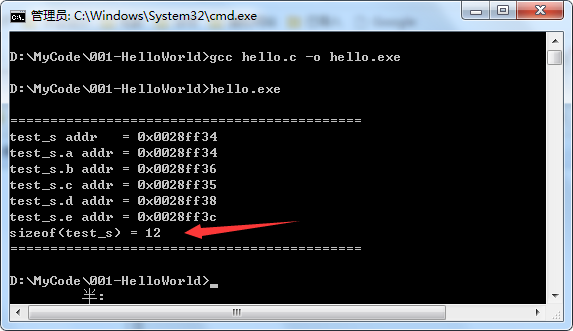 管理员: C:\Windows\System32\cmd.exe
D:\MyCode\001-HelloWorld>gcc hello.c -o hello.exe
D:\MyCode\001-HelloWorld>hello.exe
===========================================
test_s addr   = 0x0028ff34
test_s.a addr = 0x0028ff34
test_s.b addr = 0x0028ff36
test_s.c addr = 0x0028ff35
test_s.d addr = 0x0028ff38
test_s.e addr = 0x0028ff3c
sizeof(test_s) = 12
===========================================
D:\MyCode\001-HelloWorld>_
半: